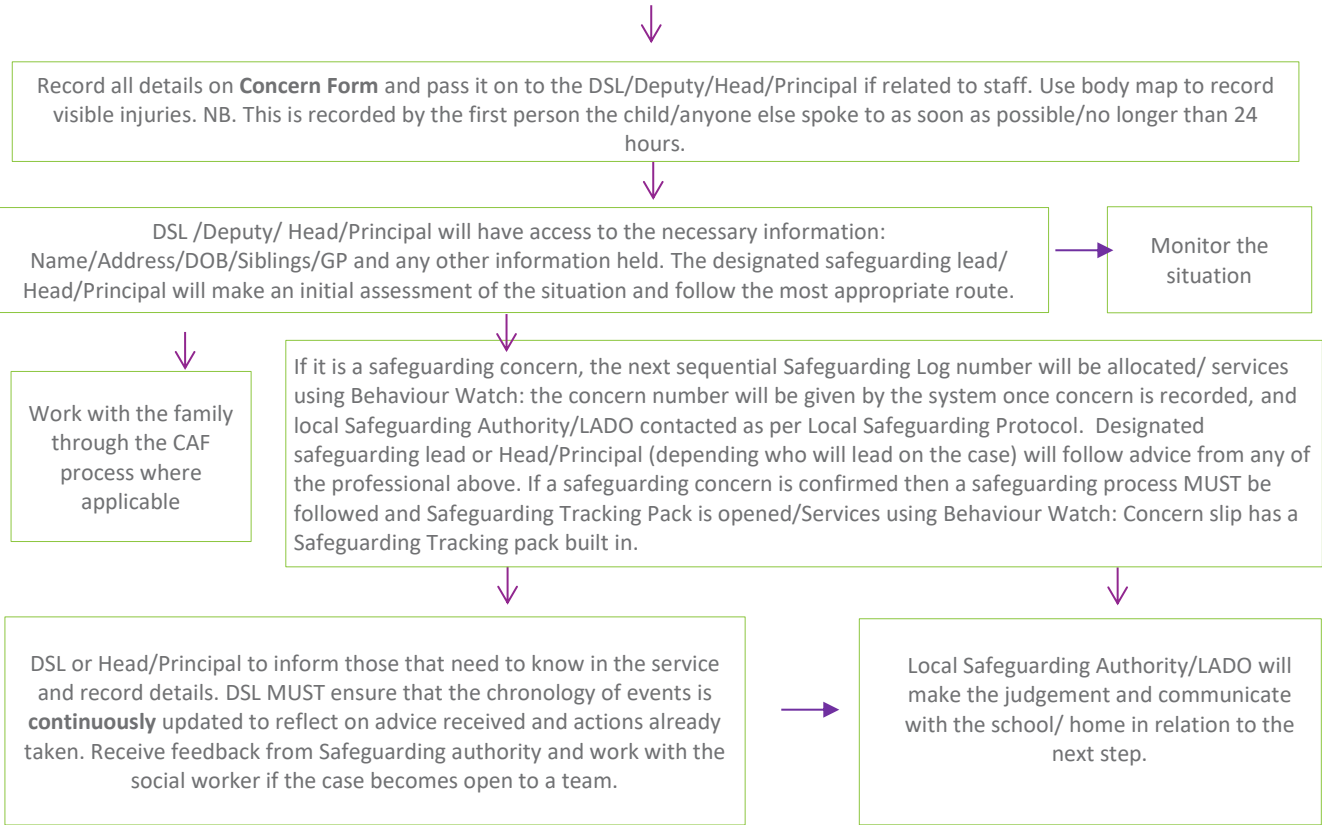 Record all details on Concern Form and pass it on to the DSL/Deputy/Head/Principal if related to staff. Use body map to record
visible injuries. NB. This is recorded by the first person the child/anyone else spoke to as soon as possible/no longer than 24
hours.
DSL /Deputy/ Head/Principal will have access to the necessary information:
Name/Address/DOB/Siblings/GP and any other information held. The designated safeguarding lead/
Head/Principal will make an initial assessment of the situation and follow the most appropriate route.
Monitor the
situation
Work with the family
through the CAF
process where
applicable
If it is a safeguarding concern, the next sequential Safeguarding Log number will be allocated/ services
using Behaviour Watch: the concern number will be given by the system once concern is recorded, and
local Safeguarding Authority/LADO contacted as per Local Safeguarding Protocol. Designated
safeguarding lead or Head/Principal (depending who will lead on the case) will follow advice from any of
the professional above. If a safeguarding concern is confirmed then a safeguarding process MUST be
followed and Safeguarding Tracking Pack is opened/Services using Behaviour Watch: Concern slip has a
Safeguarding Tracking pack built in.
DSL or Head/Principal to inform those that need to know in the service
and record details. DSL MUST ensure that the chronology of events is
continuously updated to reflect on advice received and actions already
taken. Receive feedback from Safeguarding authority and work with the
social worker if the case becomes open to a team.
Local Safeguarding Authority/LADO will
make the judgement and communicate
with the school/ home in relation to the
next step.